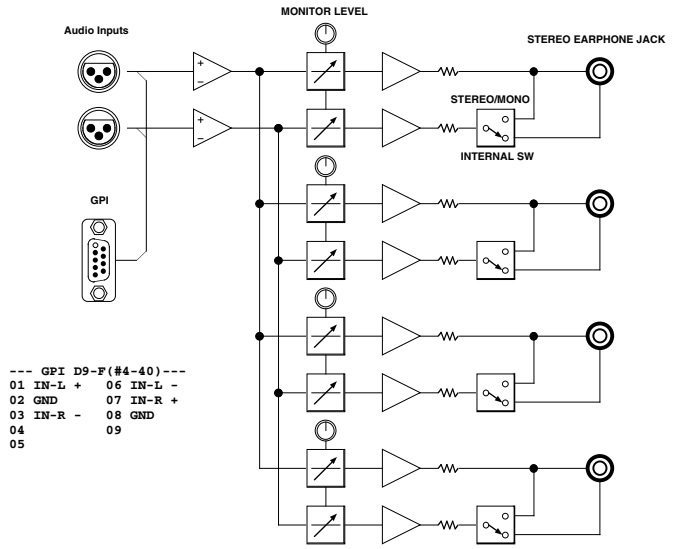 MONITOR LEVEL
Audio Inputs
STEREO EARPHONE JACK
+
−
STEREO/MONO
+
−
INTERNAL SW
GPI
--- GPI D9-F(#4-40)---
01 IN-L + 06 IN-L -
02 GND 07 IN-R +
03 IN-R - 08 GND
04 09
05